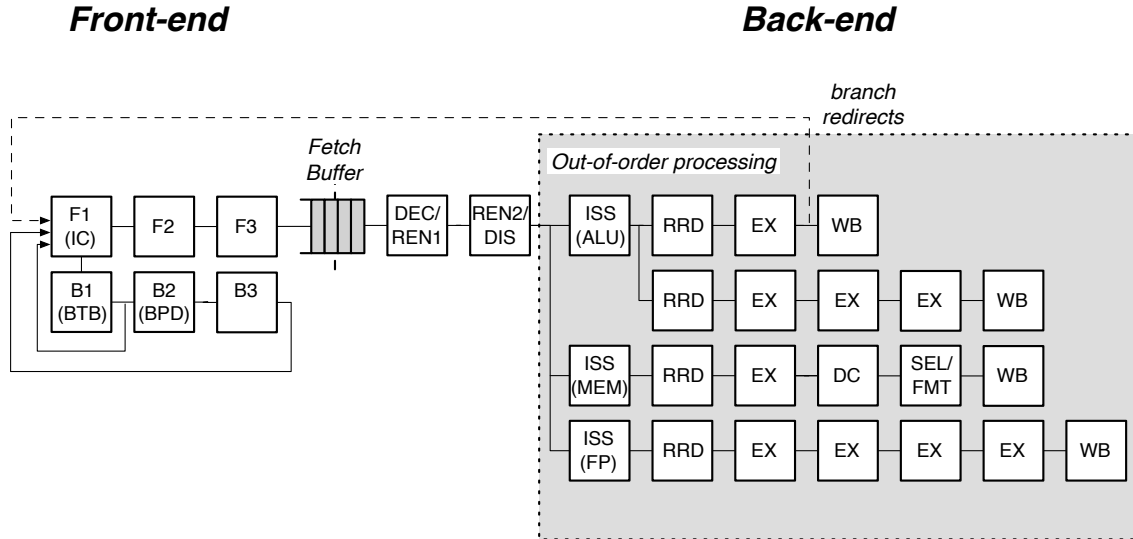 Front-end
Back-end
branch
redirects
Fetch
Buffer
Out-of-order processing
F1
(IC)
F2
F3
DEC/
REN1
REN2/
DIS
ISS
(ALU)
RRD
EX
WB
B1
(BTB)
B2
(BPD)
B3
RRD
EX
EX
EX
WB
ISS
(MEM)
RRD
EX
DC
SEL/
FMT
WB
ISS
(FP)
RRD
EX
EX
EX
EX
WB